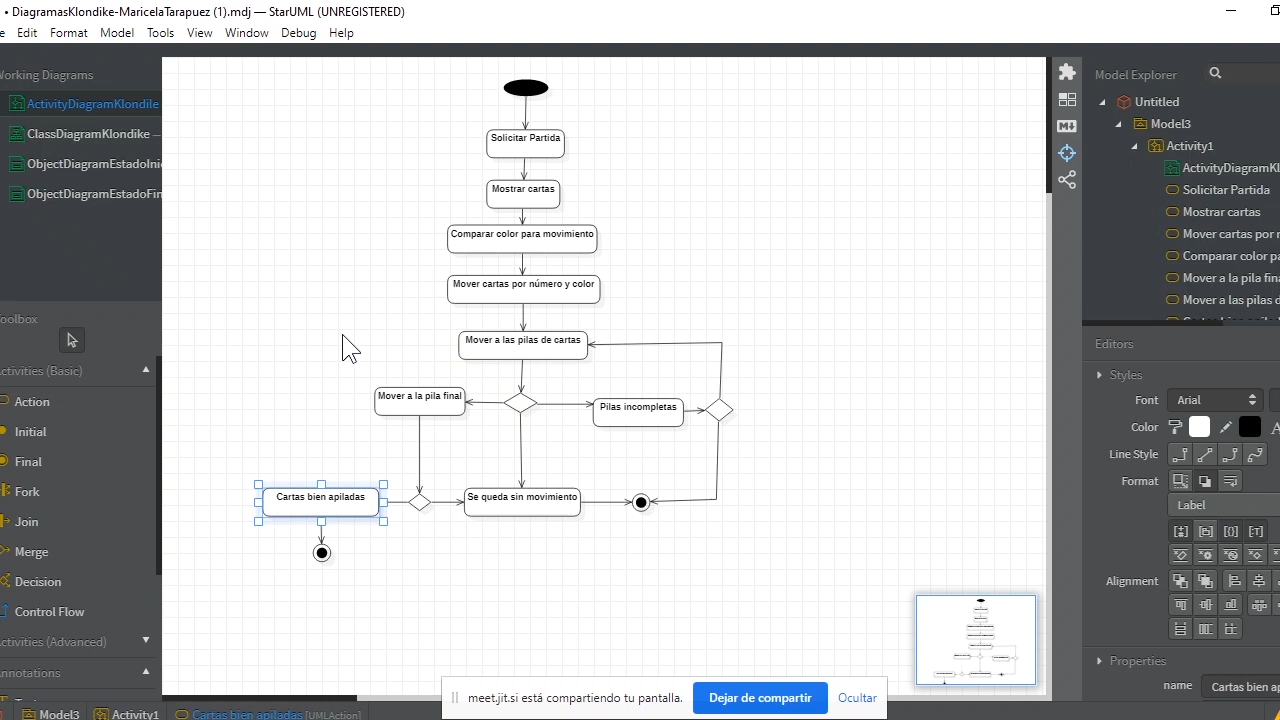 • DiagramasKlondike-MaricelaTarapuez (1).mdj — StarUML (UNREGISTERED)
e Edit Format Model Tools View Window Debug Help
Working Diagrams
ActivityDiagramKlondile
ClassDiagramKlondike —
ObjectDiagramEstadoInic
ObjectDiagramEstadoFin
Toolbox
Activities (Basic)
Action
Initial
Final
Fork
Join
Merge
Decision
Control Flow
Activities (Advanced)
Annotations
Solicitar Partida
Mostrar cartas
Comparar color para movimiento
Mover cartas por número y color
Mover a las pilas de cartas
Mover a la pila final
Pilas incompletas
Cartas bien apiladas
Se queda sin movimiento
Model Explorer
Untitled
Model3
Activity1
ActivityDiagramKl
Solicitar Partida
Mostrar cartas
Mover cartas por n
Comparar color pa
Mover a la pila fina
Mover a las pilas d
Editors
Styles
Font Arial
Color
Line Style
Format
Label
Alignment
Properties
name Cartas bien ap
meet.jit.si está compartiendo tu pantalla. Dejar de compartir Ocultar
Model3 Activity1 Cartas bien apiladas [UMLAction]